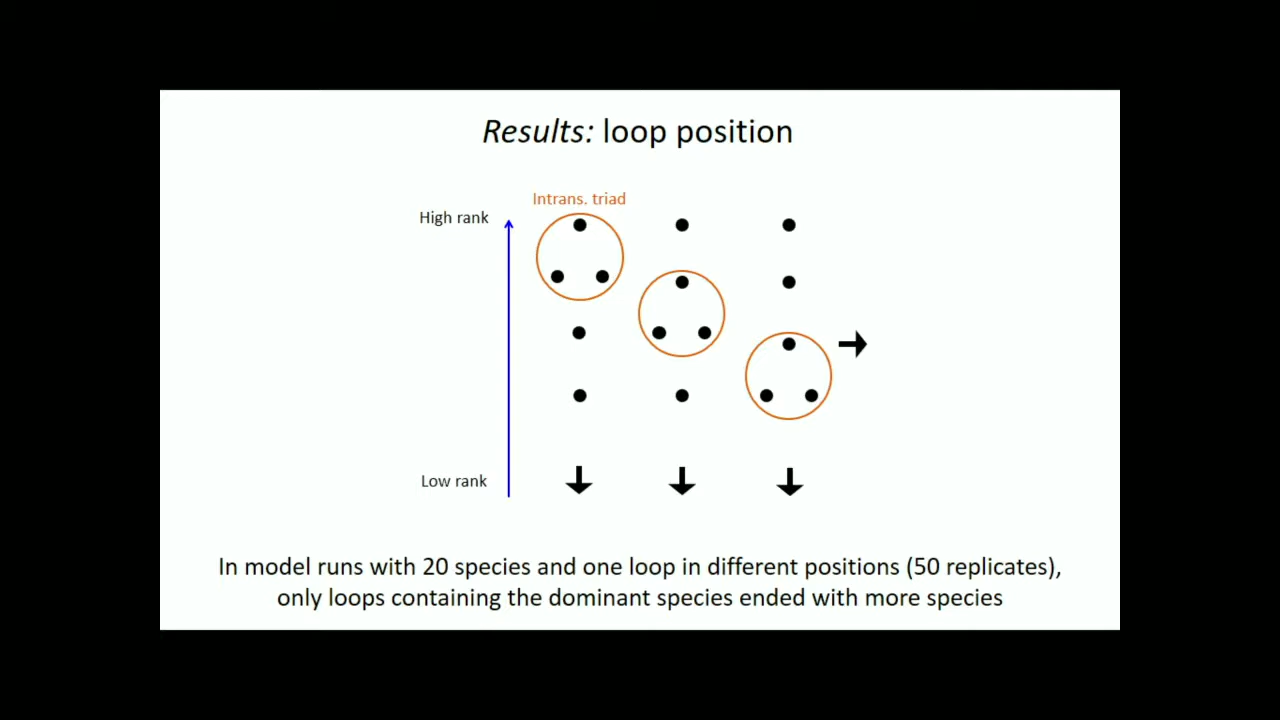 Results: loop position
Intrans. triad
High rank
Low rank
In model runs with 20 species and one loop in different positions (50 replicates),
only loops containing the dominant species ended with more species